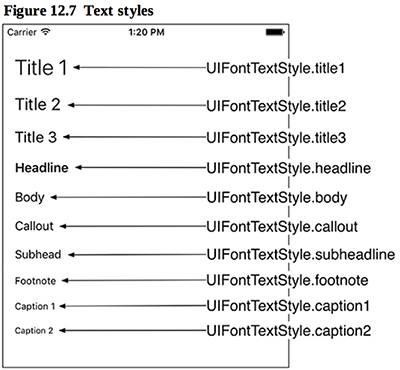 Figure 12.7 Text styles
Carrier 1:20 PM
Title 1 UIFontTextStyle.title1
Title 2 UIFontTextStyle.title2
Title 3 UIFontTextStyle.title3
Headline UIFontTextStyle.headline
Body UIFontTextStyle.body
Callout UIFontTextStyle.callout
Subhead UIFontTextStyle.subheadline
Footnote UIFontTextStyle.footnote
Caption 1 UIFontTextStyle.caption1
Caption 2 UIFontTextStyle.caption2